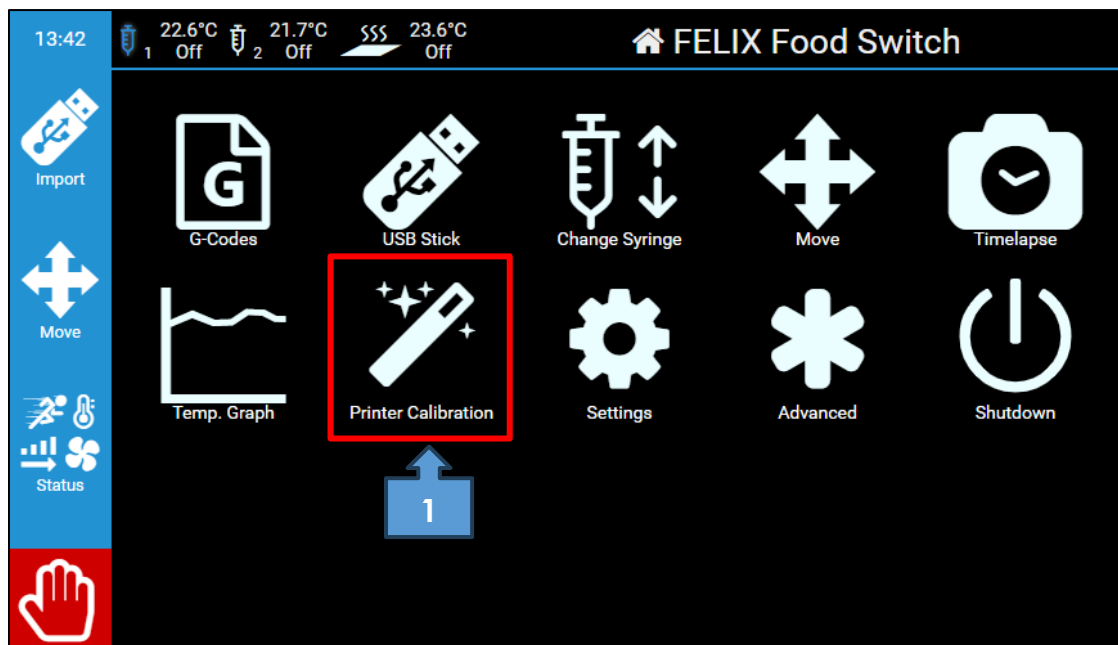 13:42
1 22.6°C Off
2 21.7°C Off
23.6°C Off
FELIX Food Switch
Import
Move
Status
G
G-Codes
USB Stick
Change Syringe
Move
Timelapse
Temp. Graph
Printer Calibration
Settings
Advanced
Shutdown
1